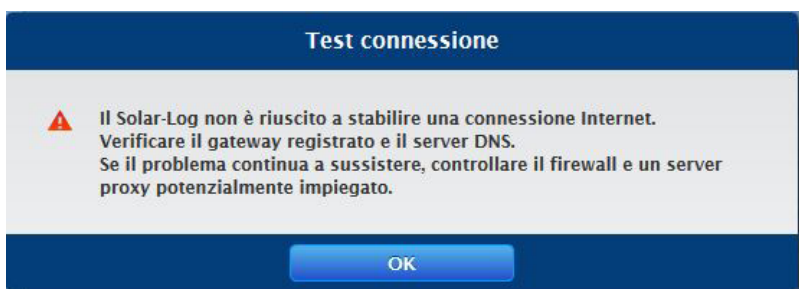 Test connessione
Il Solar-Log non è riuscito a stabilire una connessione Internet.
Verificare il gateway registrato e il server DNS.
Se il problema continua a sussistere, controllare il firewall e un server
proxy potenzialmente impiegato.
OK